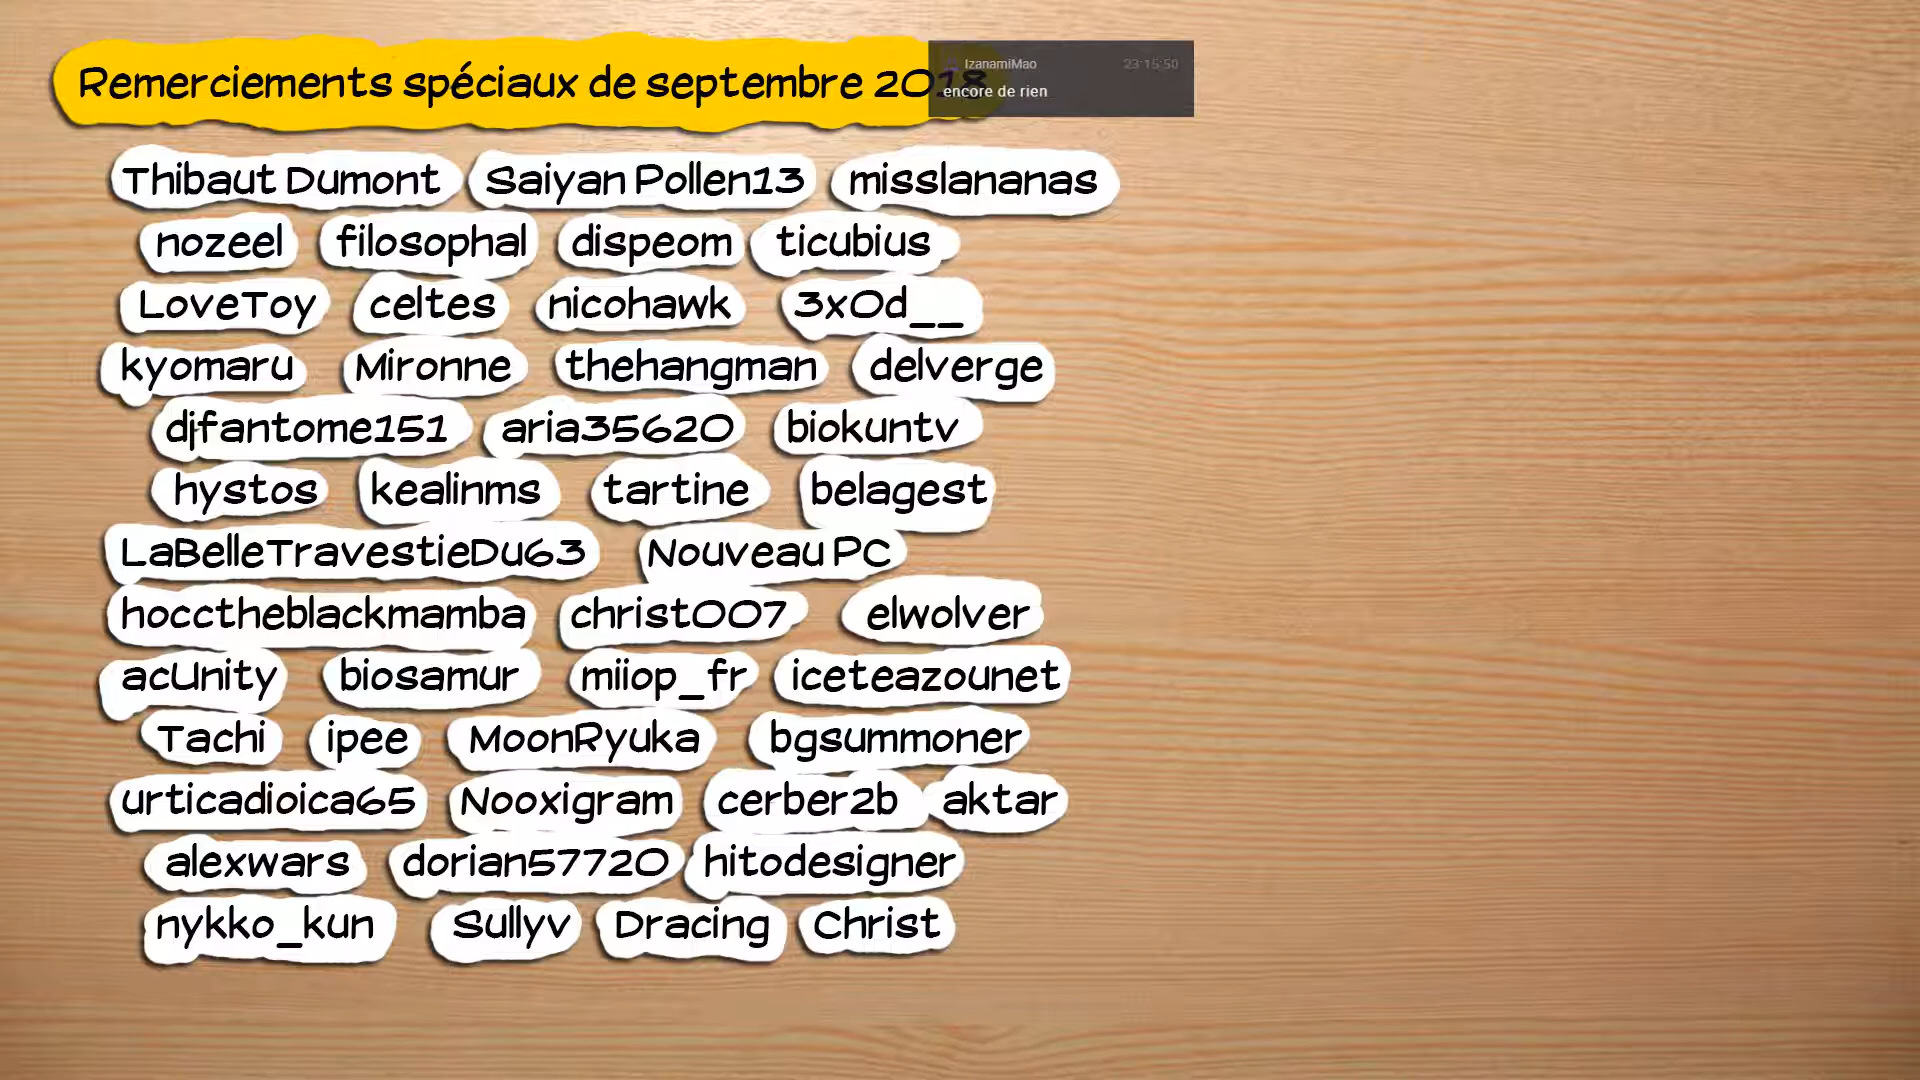 Remerciements spéciaux de septembre 2018
IzanamiMao 23:15:50
encore de rien
Thibaut Dumont Saiyan Pollen13 misslananas
nozeel filosophal dispeom ticubius
LoveToy celtes nicohawk 3x0d__
kyomaru Mironne thehangman delverge
djfantome151 aria35620 biokuntv
hystos kealinms tartine belagest
LaBelleTravestieDu63 Nouveau PC
hocctheblackmamba christ007 elwolver
acUnity biosamur miiop_fr iceteazounet
Tachi ipee MoonRyuka bgsummoner
urticadioica65 Nooxigram cerber2b aktar
alexwars dorian57720 hitodesigner
nykko_kun Sullyv Dracing Christ